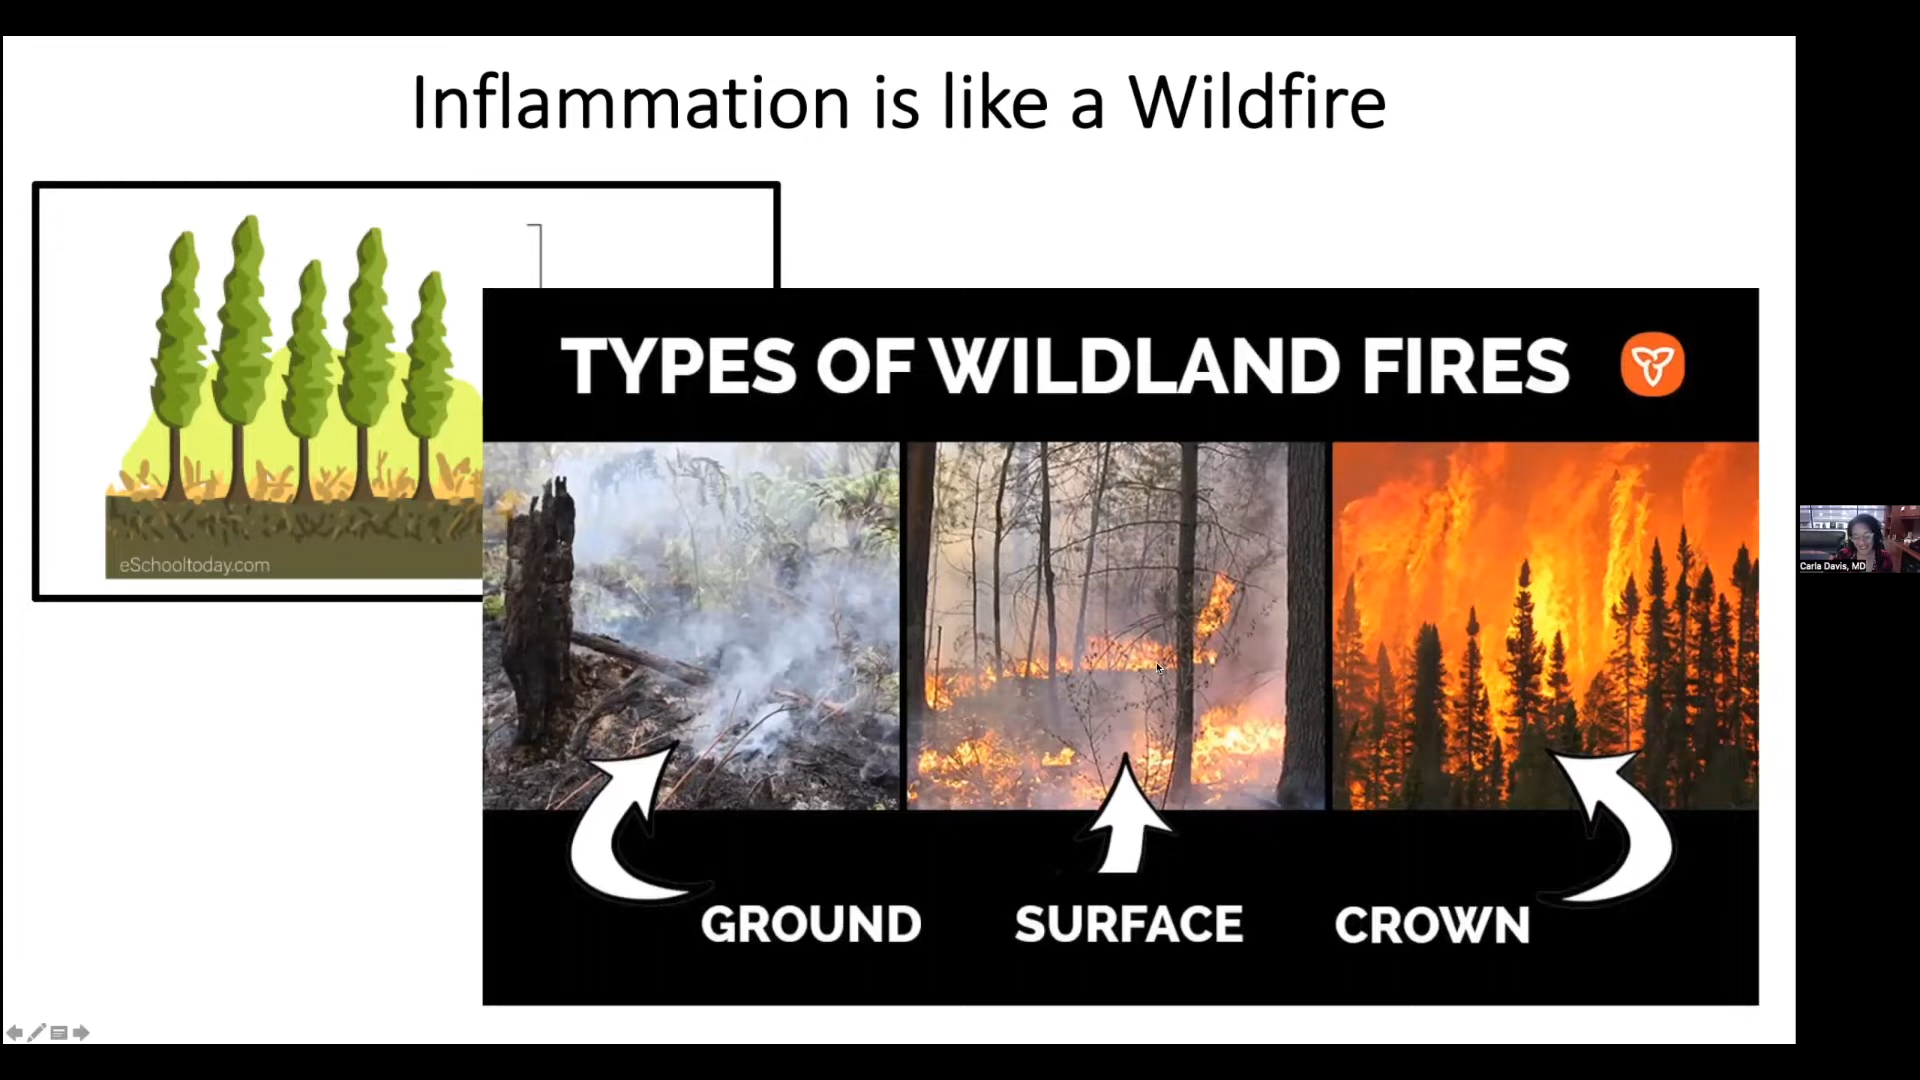 Inflammation is like a Wildfire
eSchooltoday.com
TYPES OF WILDLAND FIRES
GROUND
SURFACE
CROWN
Carla Davis, MD